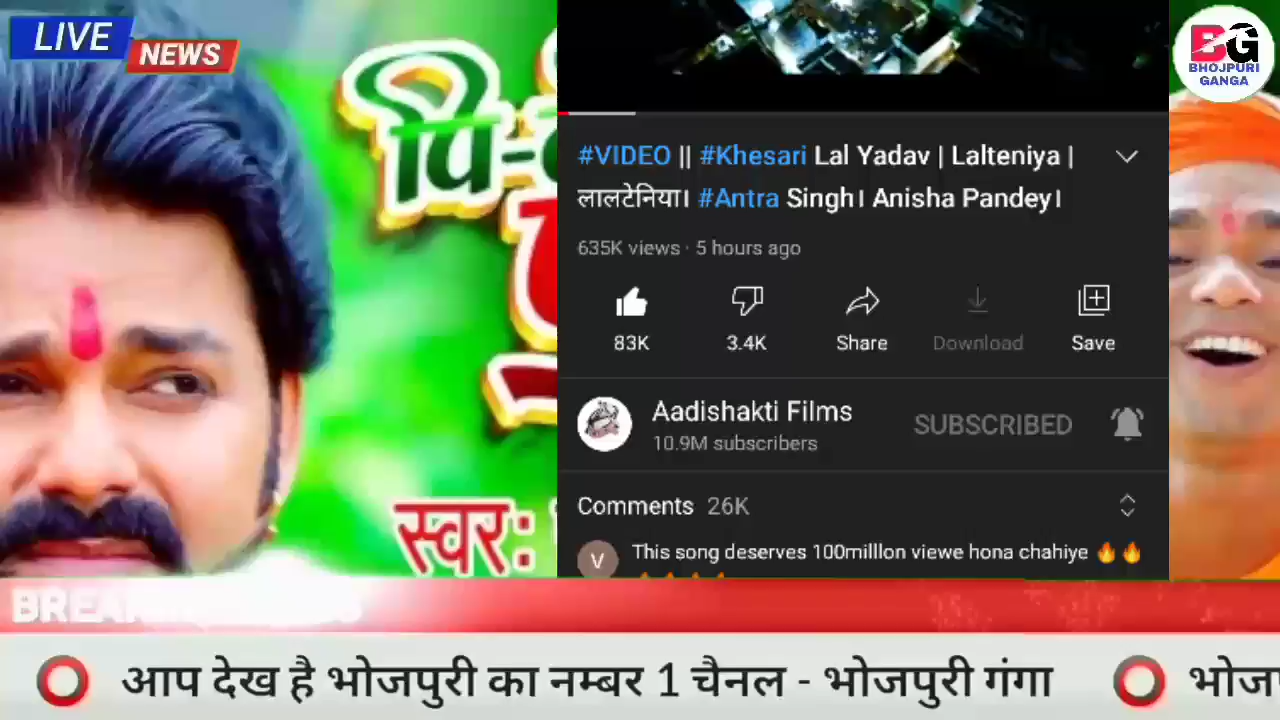 LIVE
NEWS
BG
BHOJPURI
GANGA
पि-
स्वर:
#VIDEO || #Khesari Lal Yadav | Lalteniya |
लालटेनिया। #Antra Singh। Anisha Pandey।
635K views · 5 hours ago
83K
3.4K
Share
Download
Save
Aadishakti Films
10.9M subscribers
SUBSCRIBED
Comments 26K
V
This song deserves 100milllon viewe hona chahiye 🔥🔥
आप देख है भोजपुरी का नम्बर 1 चैनल - भोजपुरी गंगा